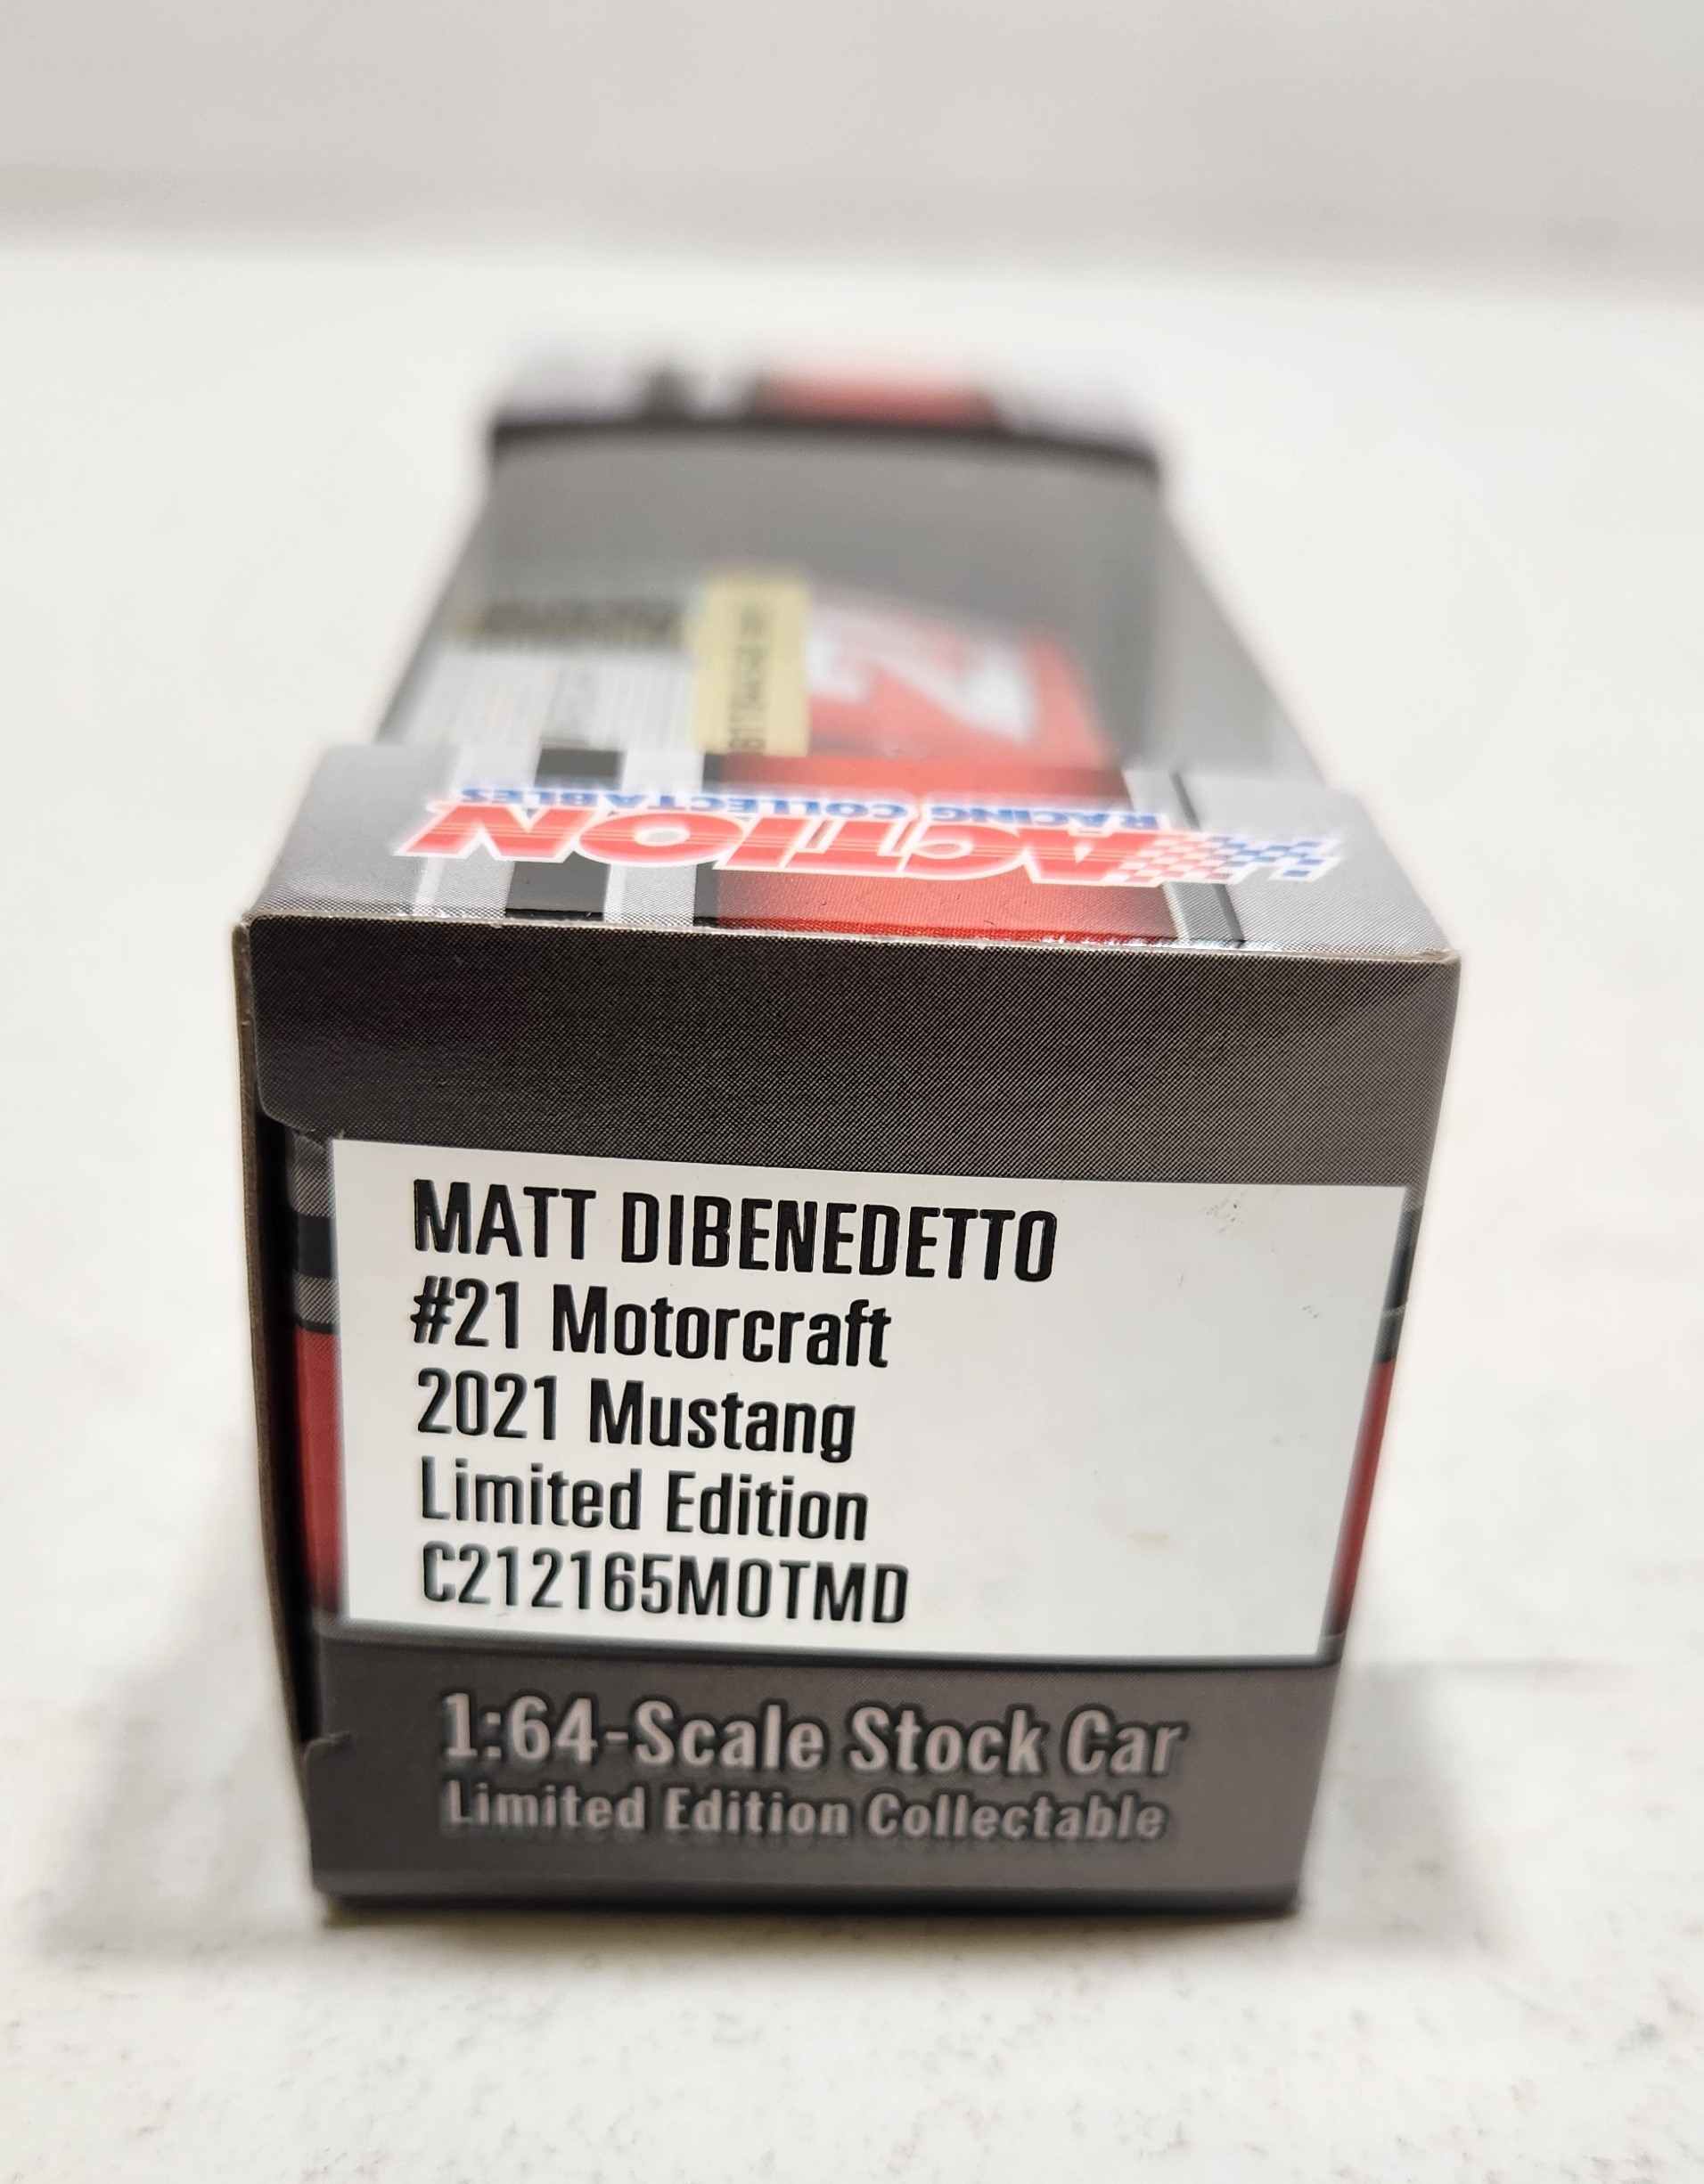 ACTION
RACING COLLECTABLES
MATT DIBENEDETTO
#21 Motorcraft
2021 Mustang
Limited Edition
C212165MOTMD
1:64-Scale Stock Car
Limited Edition Collectable